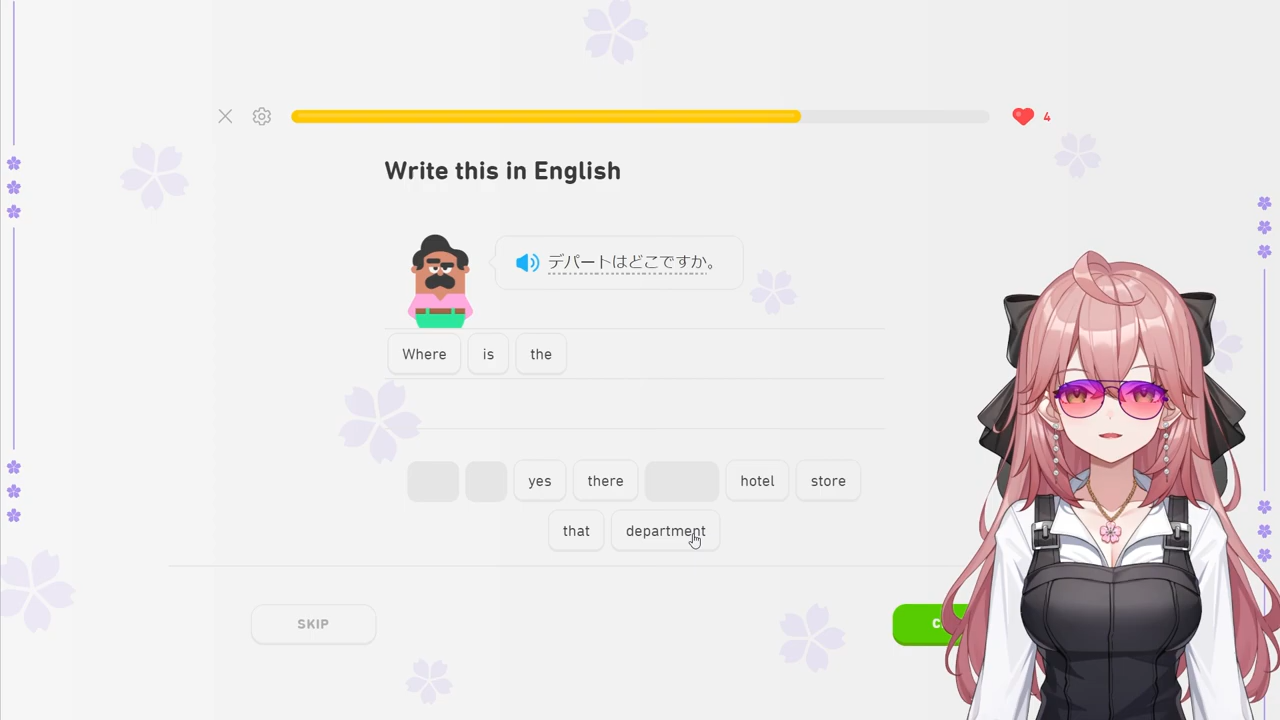 4
Write this in English
デパートはどこですか。
Where is the
yes there hotel store
that department
SKIP